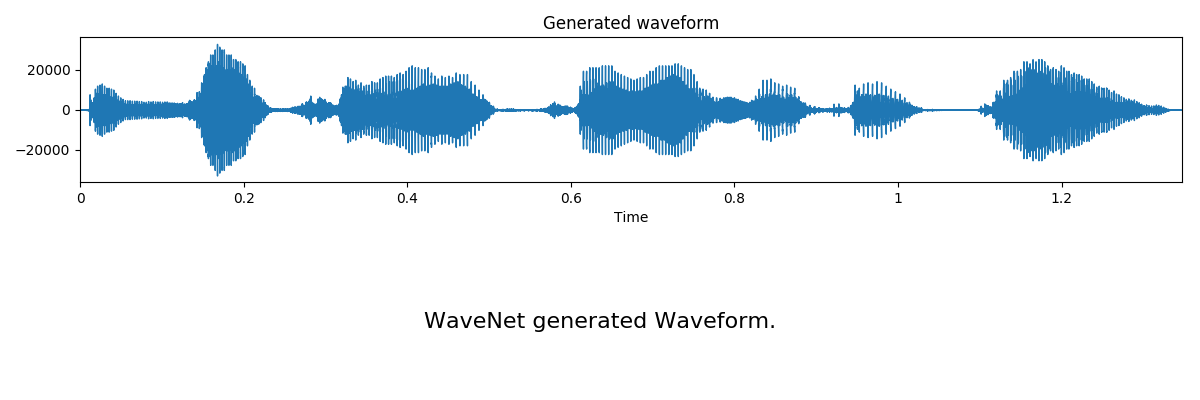 Generated waveform
20000
0
−20000
0 0.2 0.4 0.6 0.8 1 1.2
Time
WaveNet generated Waveform.